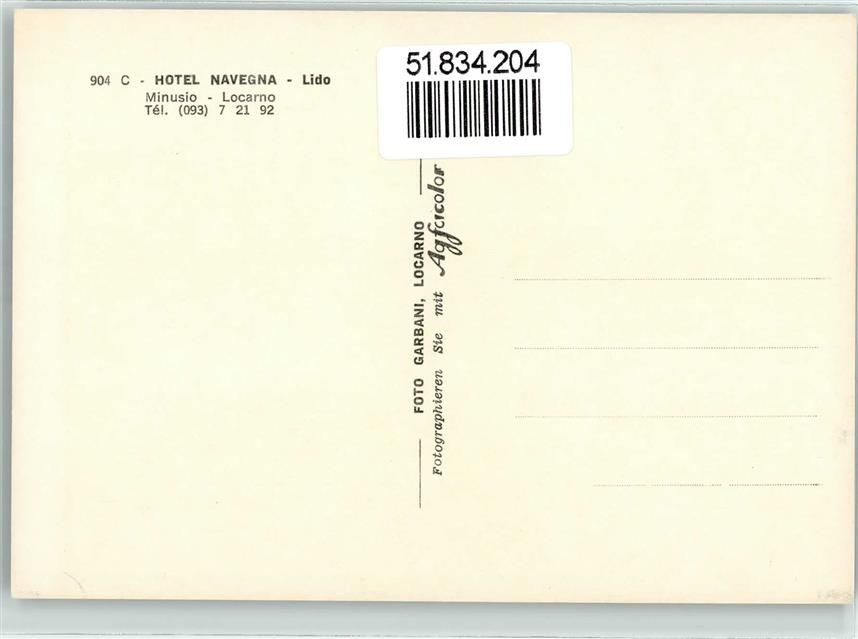 904 C - HOTEL NAVEGNA - Lido
Minusio - Locarno
Tél. (093) 7 21 92
51.834.204
FOTO GARBANI, LOCARNO
Fotographieren Sie mit Agfacolor